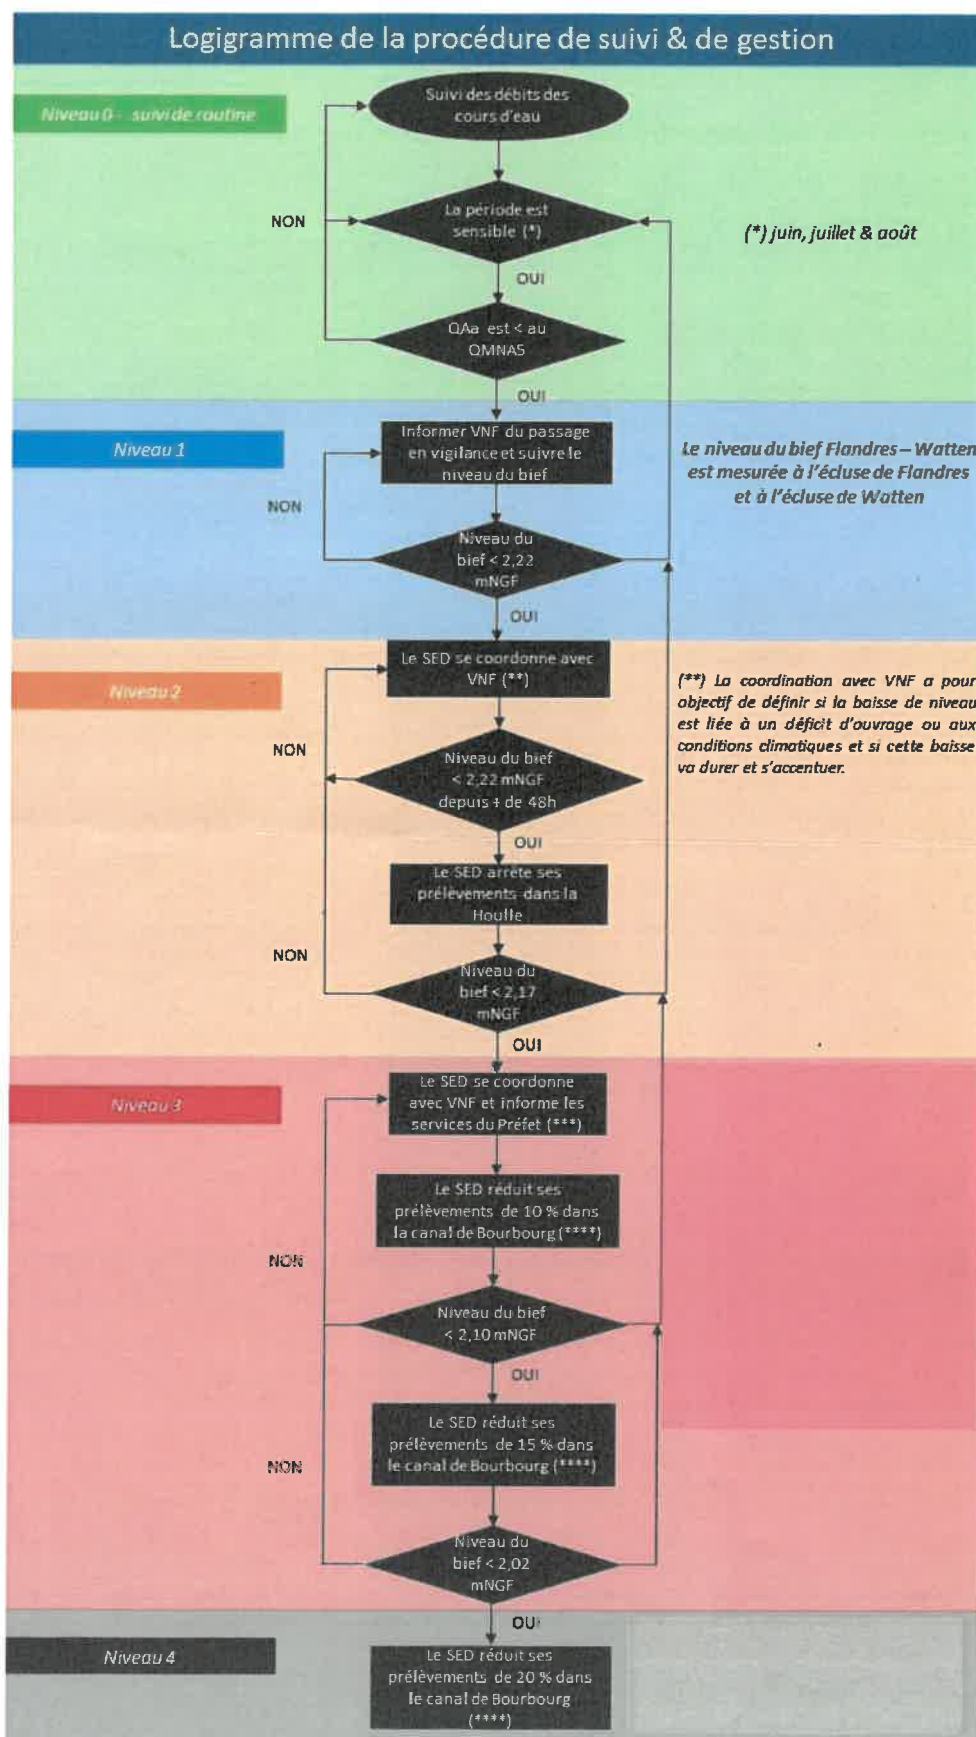 Logigramme de la procédure de suivi & de gestion
Niveau 0 - suivi de routine
Suivi des débits des
cours d'eau
NON
La période est
sensible (*)
(*) juin, juillet & août
OUI
QAa est < au
QMNA5
OUI
Niveau 1
Informer VNF du passage
en vigilance et suivre le
niveau du bief
Le niveau du bief Flandres – Watten
est mesurée à l'écluse de Flandres
et à l'écluse de Watten
NON
Niveau du
bief < 2,22
mNGF
OUI
Niveau 2
Le SED se coordonne avec
VNF (**)
(**) La coordination avec VNF a pour
objectif de définir si la baisse de niveau
est liée à un déficit d'ouvrage ou aux
conditions climatiques et si cette baisse
va durer et s'accentuer.
NON
Niveau du bief
< 2,22 mNGF
depuis + de 48h
OUI
Le SED arrête ses
prélèvements dans la
Houlle
NON
Niveau du
bief < 2,17
mNGF
OUI
Niveau 3
Le SED se coordonne
avec VNF et informe les
services du Préfet (***)
Le SED réduit ses
prélèvements de 10 % dans
la canal de Bourbourg (****)
NON
Niveau du bief
< 2,10 mNGF
OUI
Le SED réduit ses
prélèvements de 15 % dans
le canal de Bourbourg (****)
NON
Niveau du
bief < 2,02
mNGF
OUI
Niveau 4
Le SED réduit ses
prélèvements de 20 % dans
le canal de Bourbourg
(****)